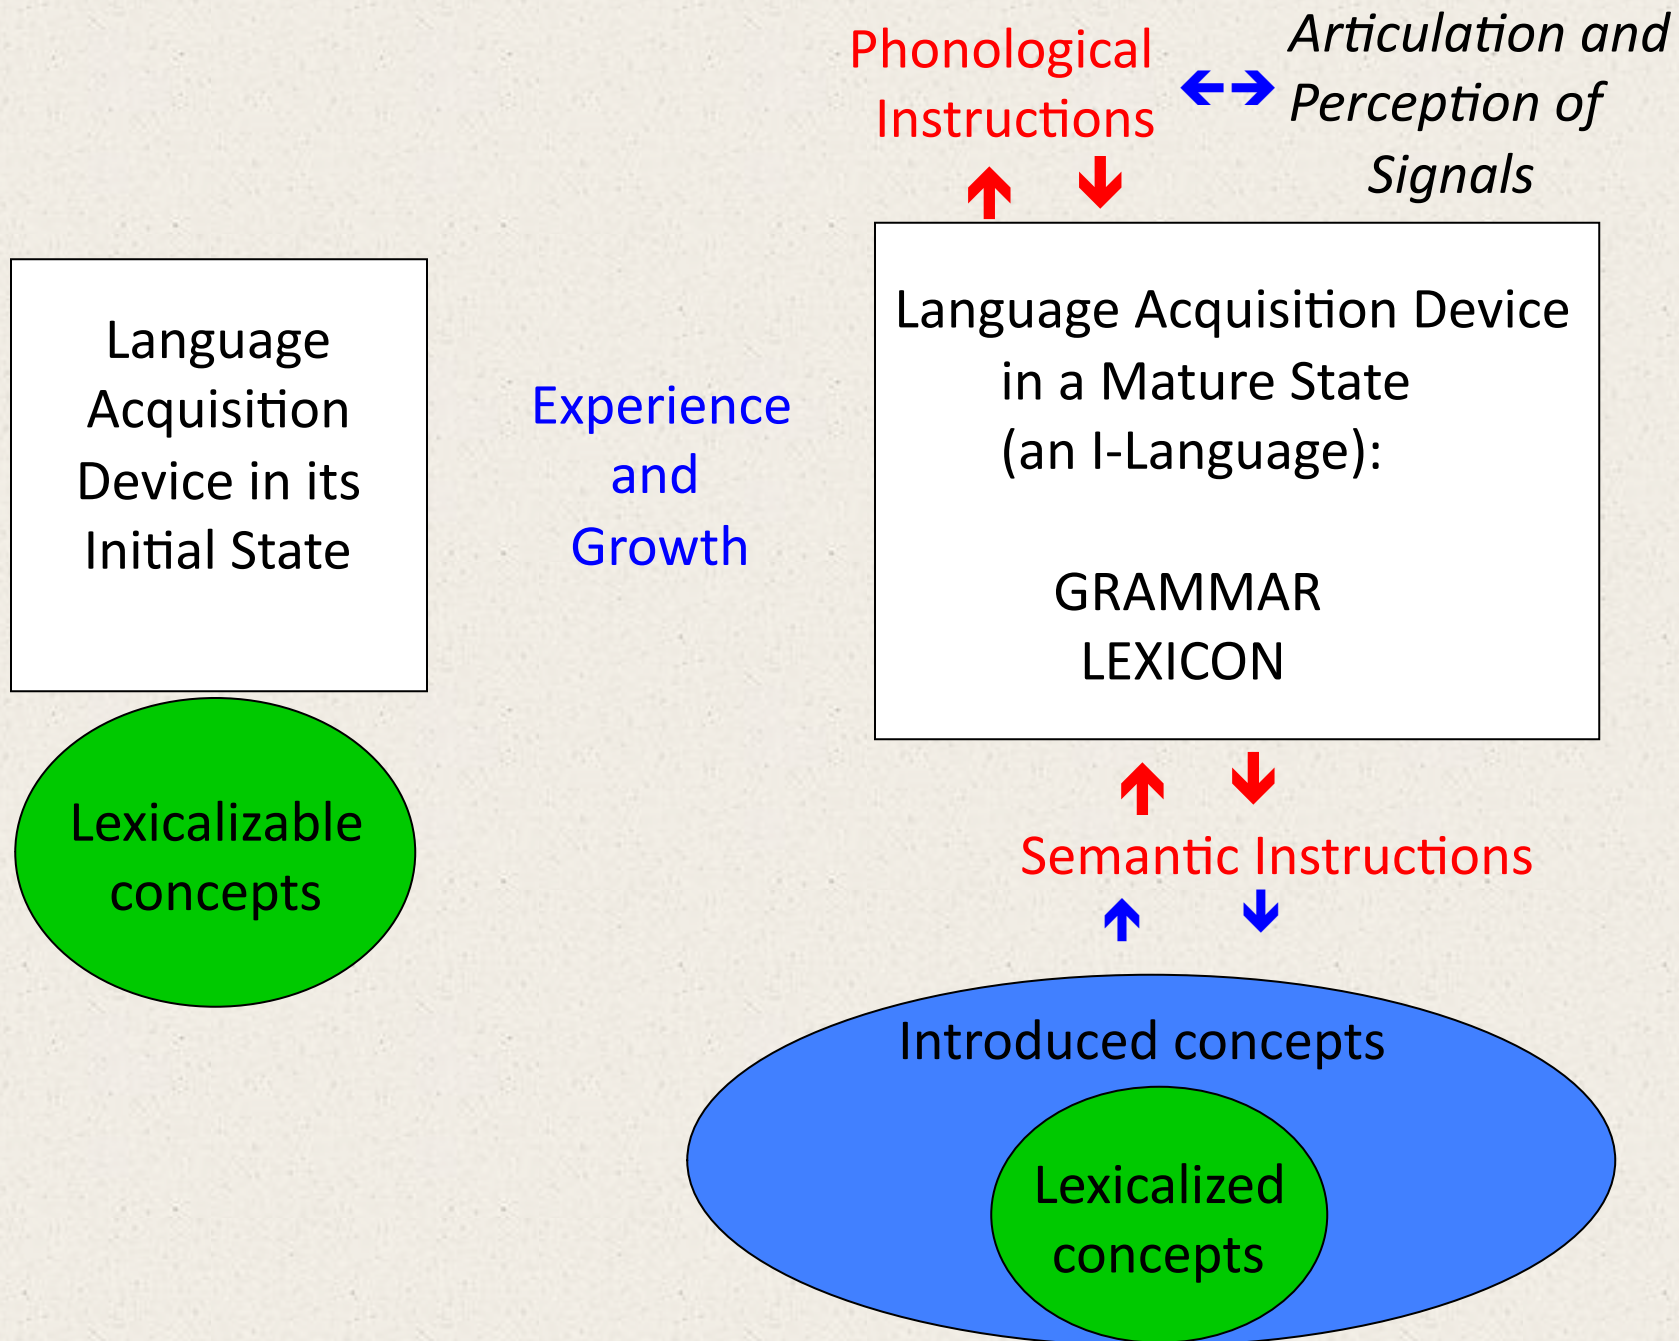 Phonological
Instructions
Articulation and
Perception of
Signals
Language
Acquisition
Device in its
Initial State
Experience
and
Growth
Language Acquisition Device
in a Mature State
(an I-Language):
GRAMMAR
LEXICON
Lexicalizable
concepts
Semantic Instructions
Introduced concepts
Lexicalized
concepts